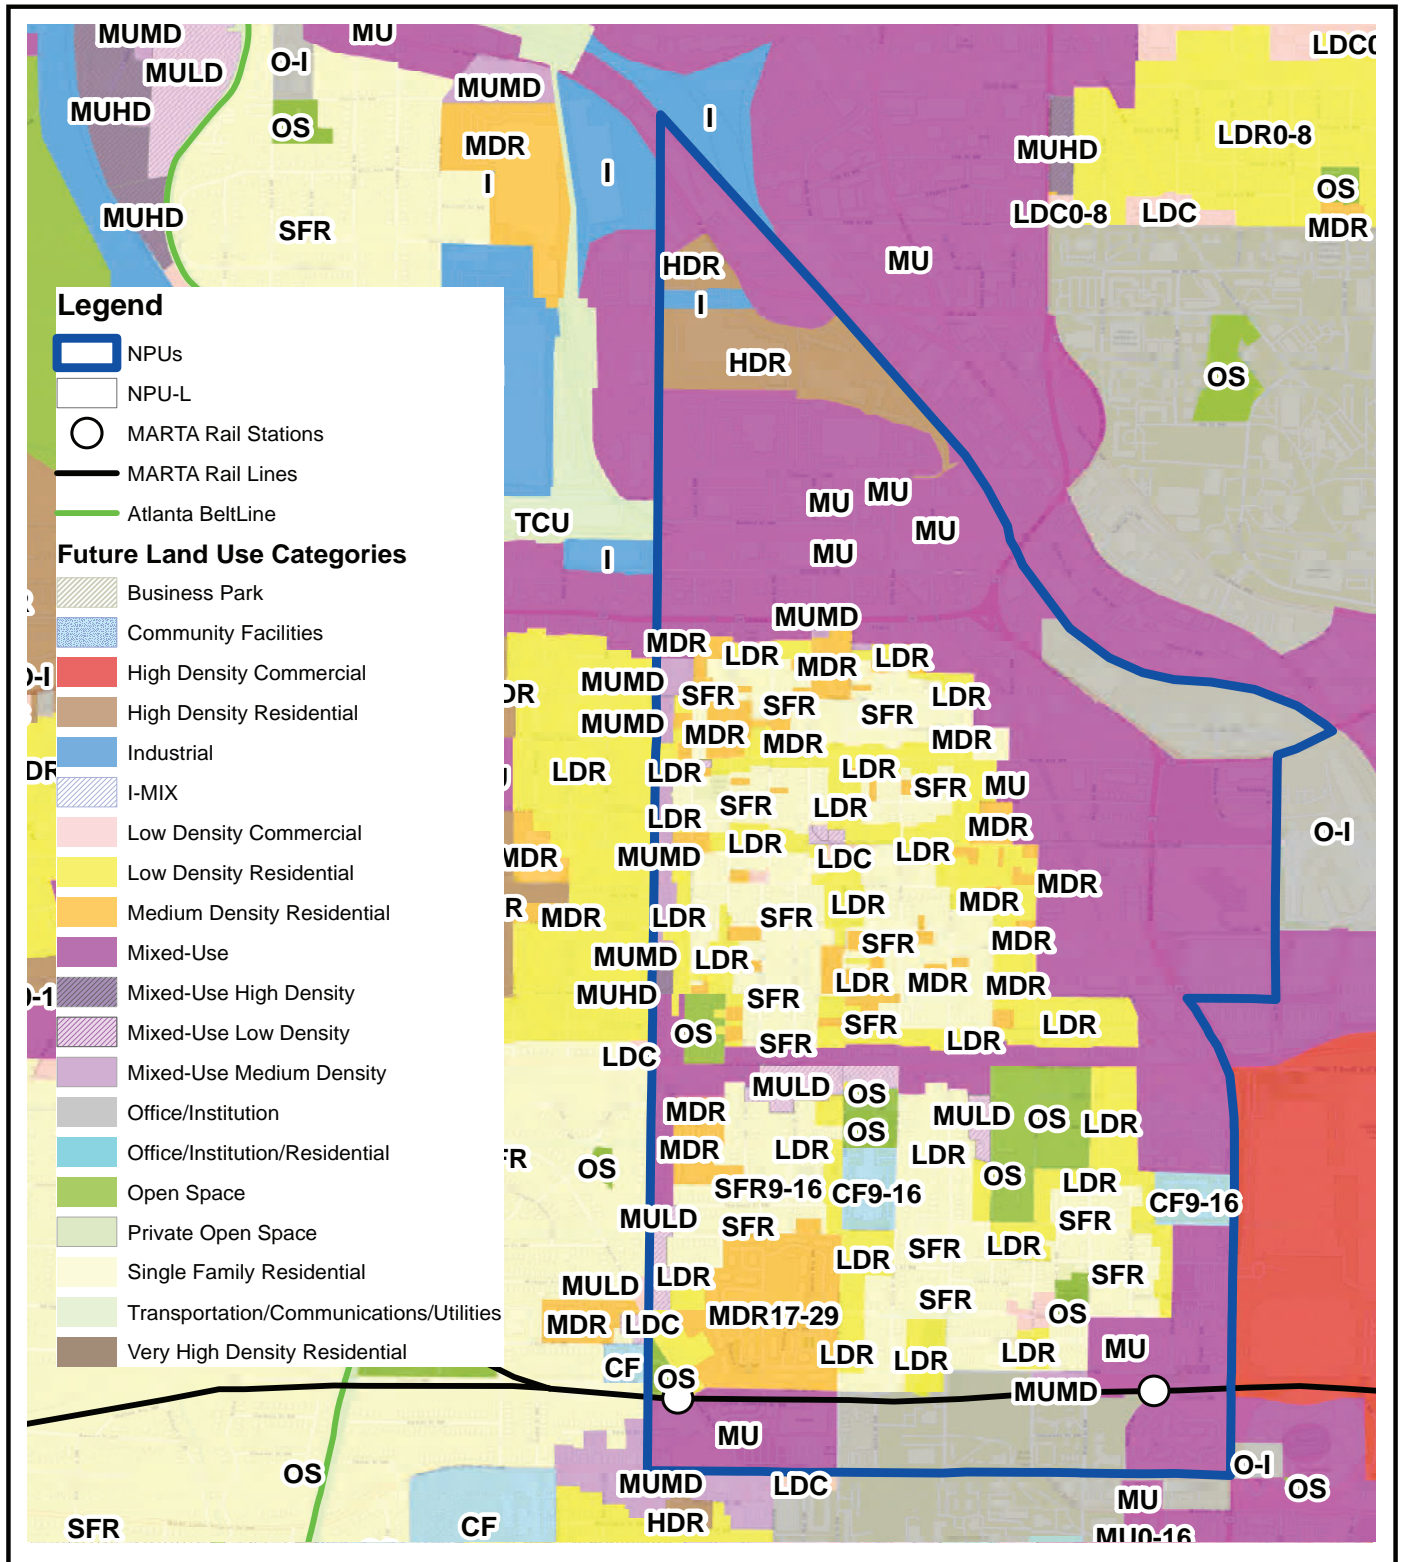 MUMD
MU
LDC0
O-I
MULD
MUMD
MUHD
I
OS
LDR0-8
MDR
MUHD
I
I
OS
MUHD
LDC0-8
LDC
SFR
MDR
MU
HDR
I
HDR
OS
Legend
NPUs
NPU-L
MARTA Rail Stations
MARTA Rail Lines
Atlanta BeltLine
Future Land Use Categories
Business Park
Community Facilities
High Density Commercial
High Density Residential
Industrial
I-MIX
Low Density Commercial
Low Density Residential
Medium Density Residential
Mixed-Use
Mixed-Use High Density
Mixed-Use Low Density
Mixed-Use Medium Density
Office/Institution
Office/Institution/Residential
Open Space
Private Open Space
Single Family Residential
Transportation/Communications/Utilities
Very High Density Residential
MU
MU
TCU
MU
I
MU
MUMD
MDR
LDR
MDR
LDR
MUMD
SFR
SFR
LDR
MUMD
SFR
MDR
MDR
MDR
LDR
LDR
LDR
SFR
MU
SFR
LDR
LDR
MDR
O-I
LDR
LDR
MUMD
LDC
MDR
MDR
MDR
LDR
MDR
LDR
SFR
SFR
MDR
MUMD
LDR
LDR
MDR
MDR
MUHD
SFR
SFR
LDR
OS
SFR
LDR
LDC
MULD
OS
MDR
MULD
OS
LDR
OS
MDR
LDR
LDR
OS
OS
LDR
SFR9-16
CF9-16
CF9-16
MULD
SFR
SFR
LDR
SFR
LDR
LDR
SFR
MULD
SFR
MDR
LDC
MDR17-29
OS
CF
OS
LDR
LDR
LDR
MU
MUMD
MU
OS
O-I
MUMD
LDC
OS
MU
SFR
CF
HDR
MU0-16